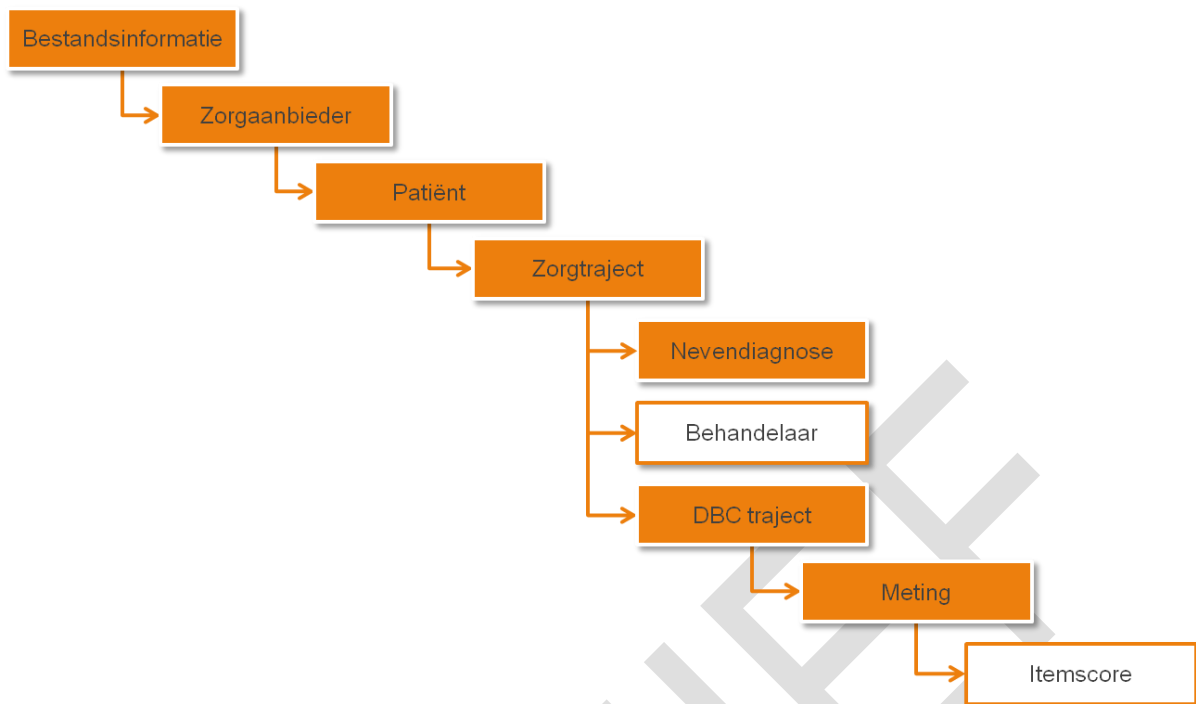 Bestandsinformatie
Zorgaanbieder
Patiënt
Zorgtraject
Nevendiagnose
Behandelaar
DBC traject
Meting
Itemscore